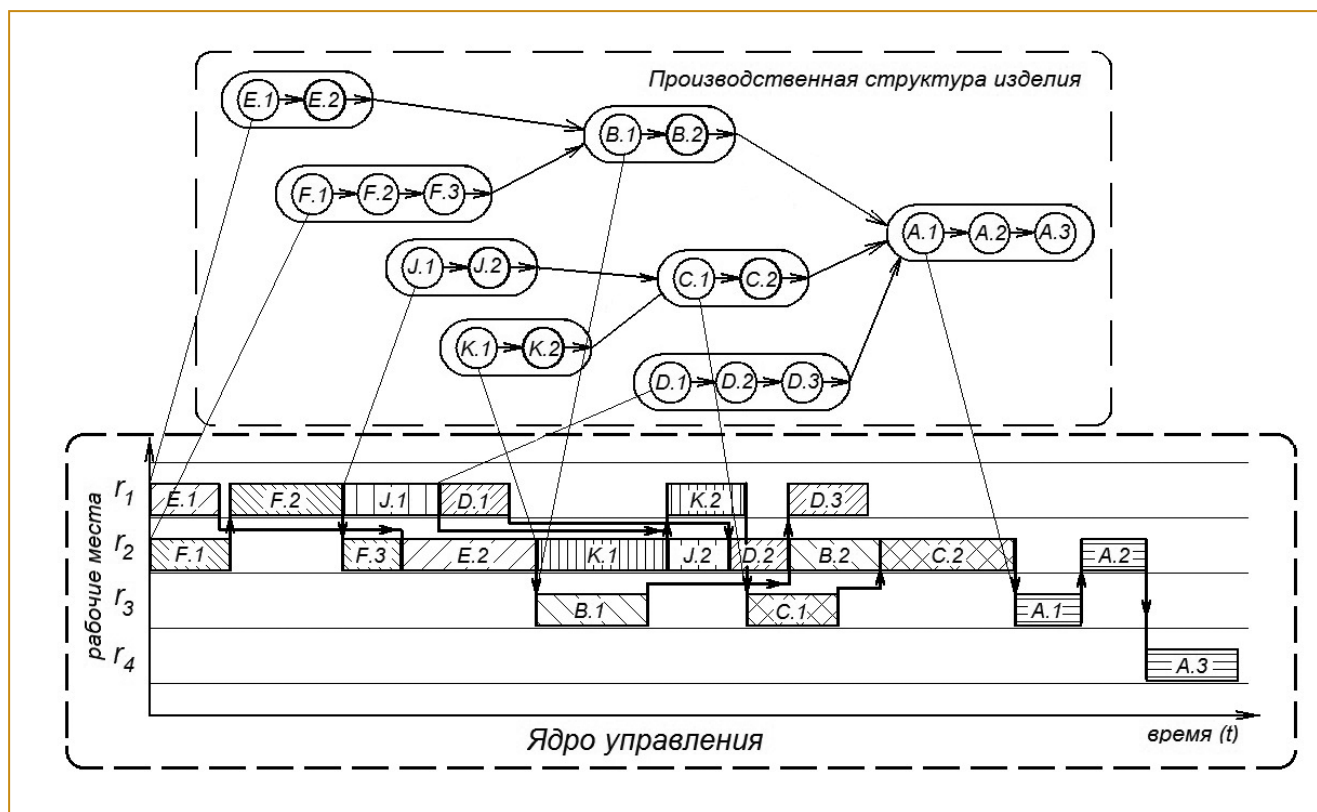 Производственная структура изделия
E.1 E.2
B.1 B.2
F.1 F.2 F.3
A.1 A.2 A.3
J.1 J.2
C.1 C.2
K.1 K.2
D.1 D.2 D.3
рабочие места
r1 E.1 F.2 J.1 D.1 K.2 D.3
r2 F.1 F.3 E.2 K.1 J.2 D.2 B.2 C.2 A.2
r3 B.1 C.1 A.1
r4 A.3
время (t)
Ядро управления